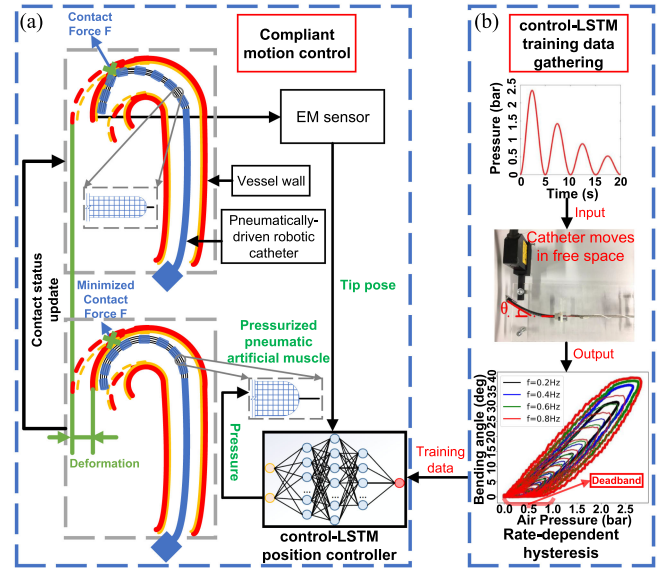 (a)
Contact
Force F
Compliant
motion control
EM sensor
Vessel wall
Pneumatically-
driven robotic
catheter
Contact status
update
Minimized
Contact
Force F
Tip pose
Pressurized
pneumatic
artificial muscle
Pressure
Deformation
control-LSTM
position controller
Training
data
(b)
control-LSTM
training data
gathering
Pressure (bar)
2.5
2
1.5
1
0.5
0
0 5 10 15 20
Time (s)
Input
Catheter moves
in free space
θ
Output
Bending angle (deg)
40
35
30
25
20
15
10
5
0
f=0.2Hz
f=0.4Hz
f=0.6Hz
f=0.8Hz
Deadband
0.0 0.5 1.0 1.5 2.0 2.5
Air Pressure (bar)
Rate-dependent
hysteresis